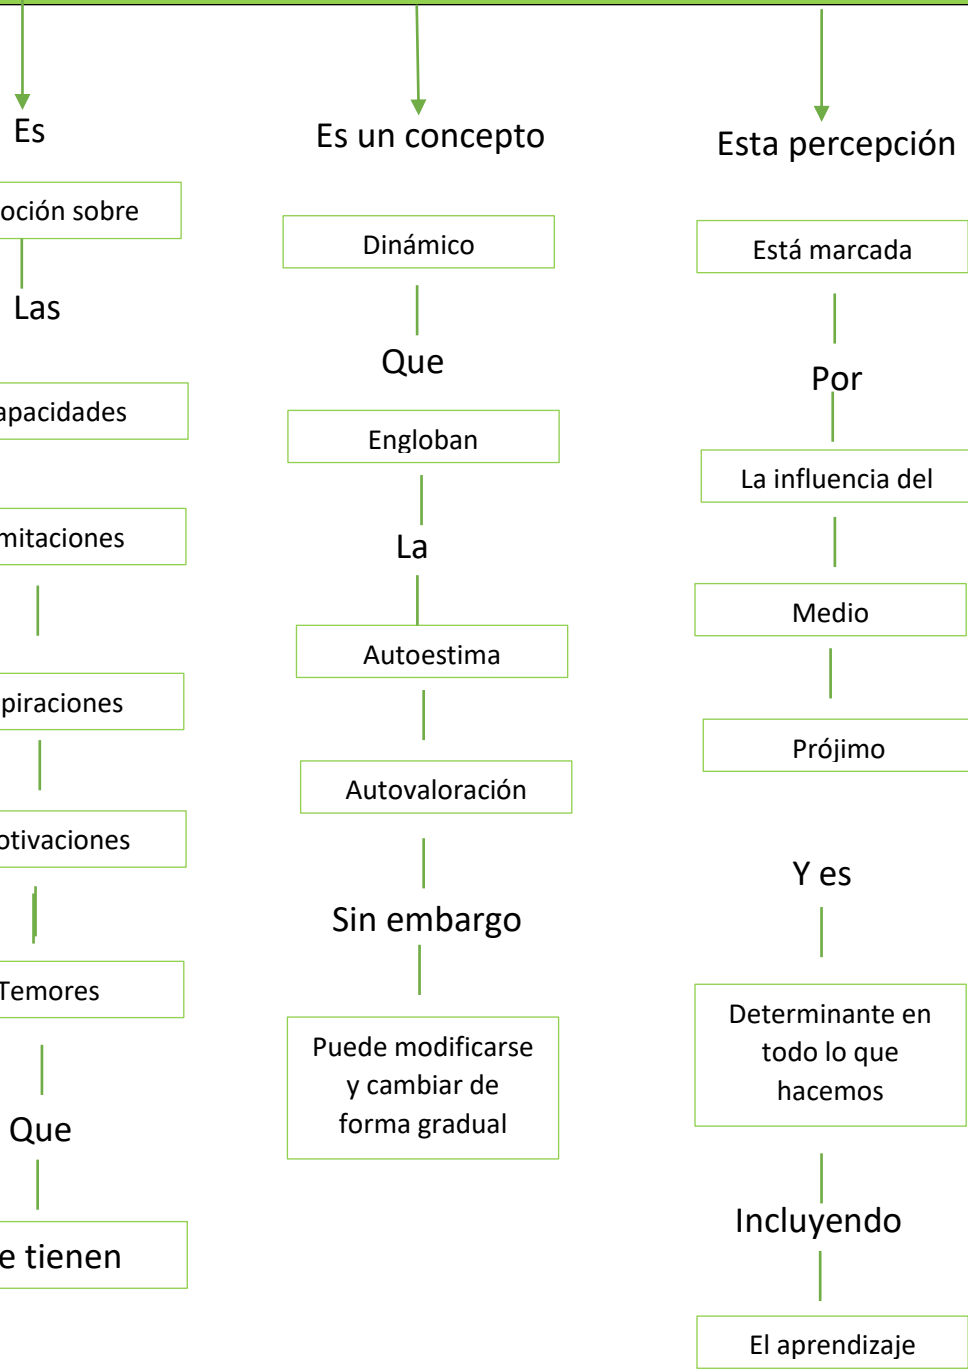 Es
oción sobre
Las
apacidades
mitaciones
piraciones
otivaciones
Temores
Que
e tienen
Es un concepto
Dinámico
Que
Engloban
La
Autoestima
Autovaloración
Sin embargo
Puede modificarse
y cambiar de
forma gradual
Esta percepción
Está marcada
Por
La influencia del
Medio
Prójimo
Y es
Determinante en
todo lo que
hacemos
Incluyendo
El aprendizaje